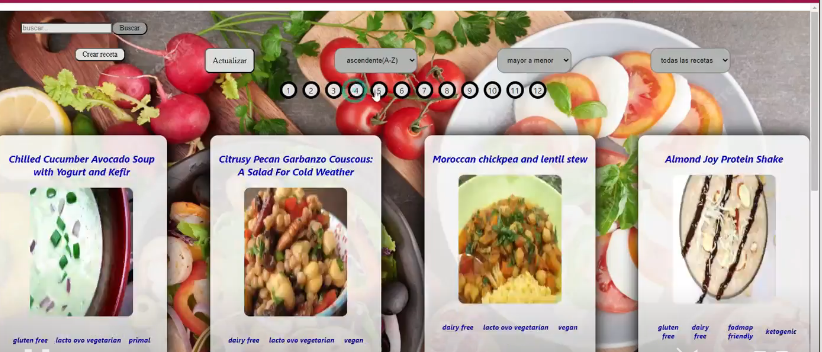 buscar...
Buscar
Crear receta
Actualizar
ascendente(A-Z)
mayor a menor
todas las recetas
1 2 3 4 5 6 7 8 9 10 11 12
Chilled Cucumber Avocado Soup
with Yogurt and Kefir
Citrusy Pecan Garbanzo Couscous:
A Salad For Cold Weather
Moroccan chickpea and lentil stew
Almond Joy Protein Shake
gluten free lacto ovo vegetarian primal
dairy free lacto ovo vegetarian vegan
dairy free lacto ovo vegetarian vegan
gluten free dairy free fodmap friendly ketogenic